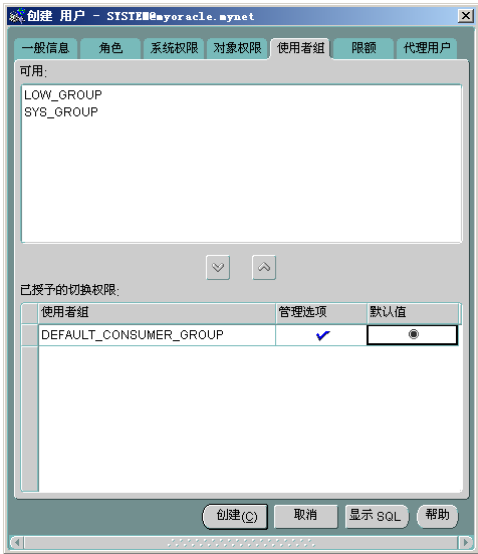 创建 用户 - SYSTEM@myoracle.mynet
一般信息 角色 系统权限 对象权限 使用者组 限额 代理用户
可用:
LOW_GROUP
SYS_GROUP
已授予的切换权限:
使用者组 管理选项 默认值
DEFAULT_CONSUMER_GROUP
创建(C) 取消 显示 SQL 帮助